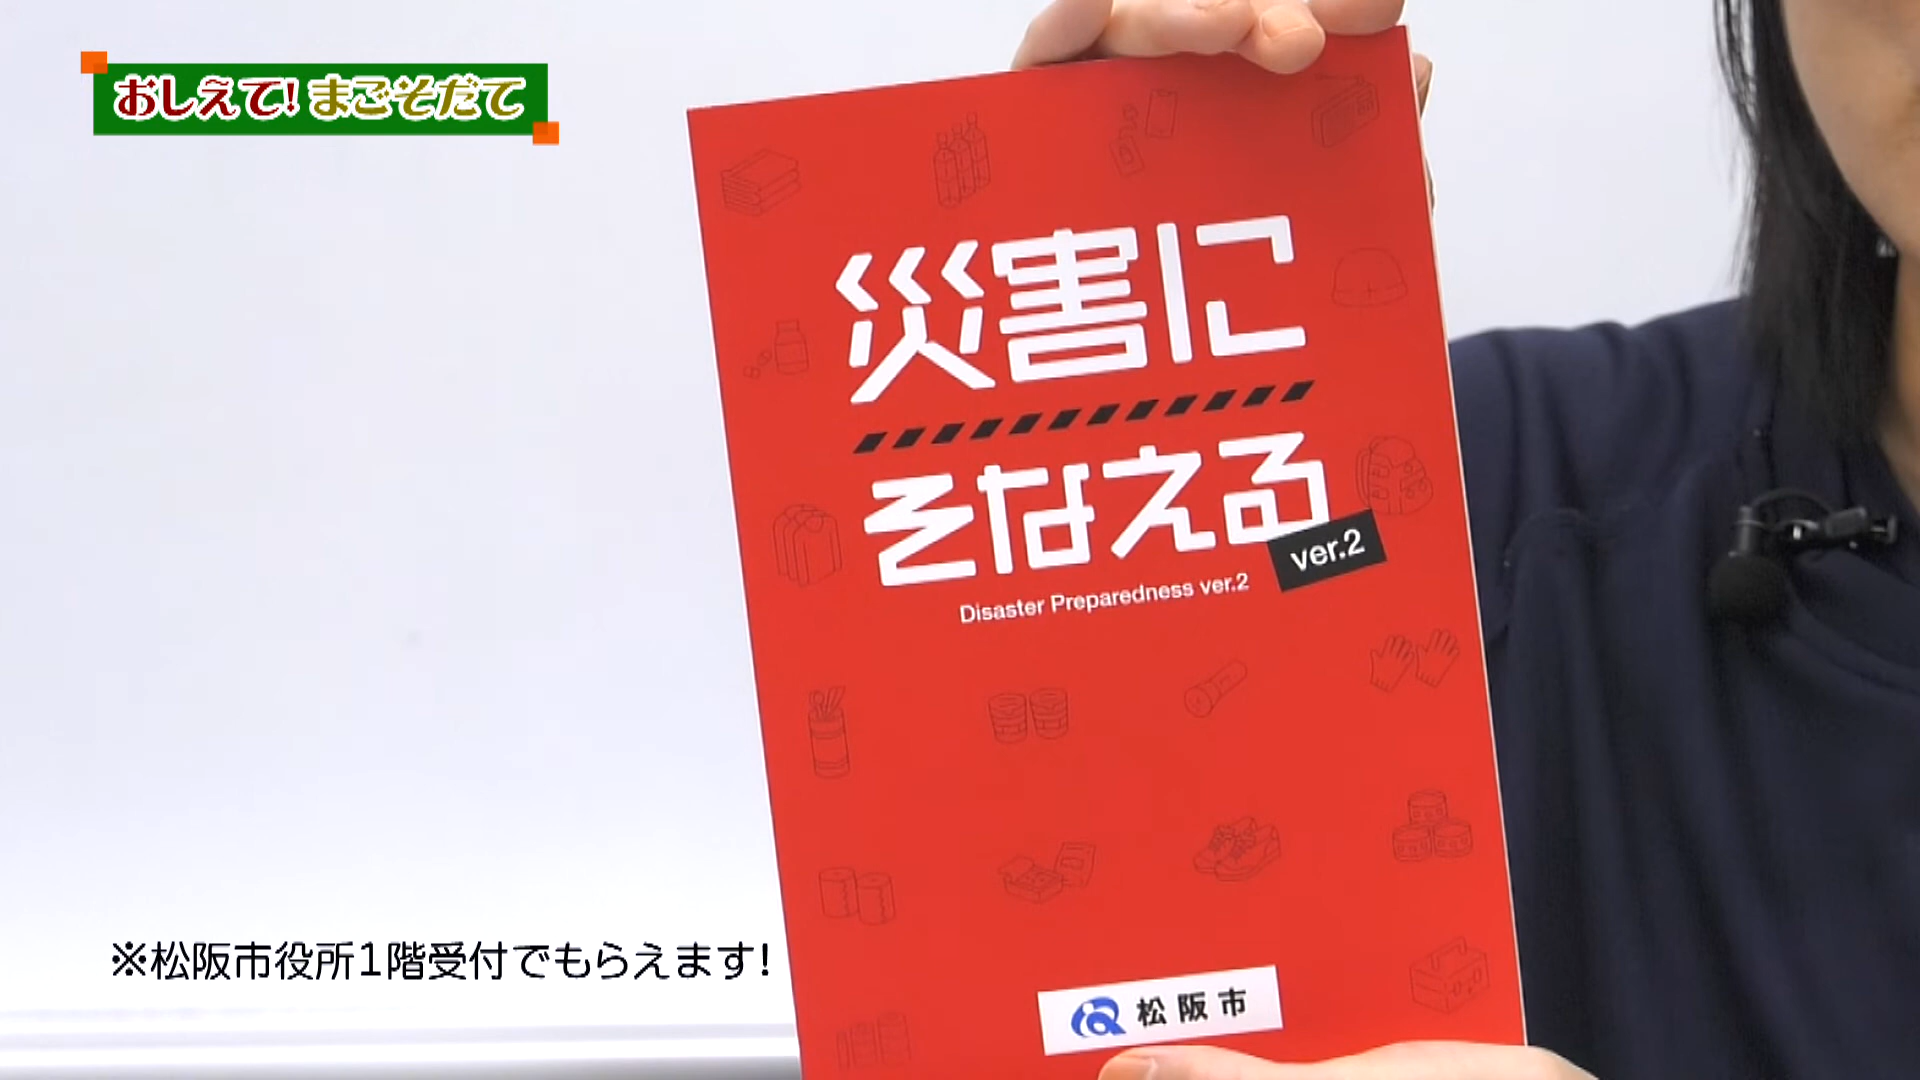 おしえて!まごそだて
災害に
そなえる
ver.2
Disaster Preparedness ver.2
※松阪市役所1階受付でもらえます!
松阪市